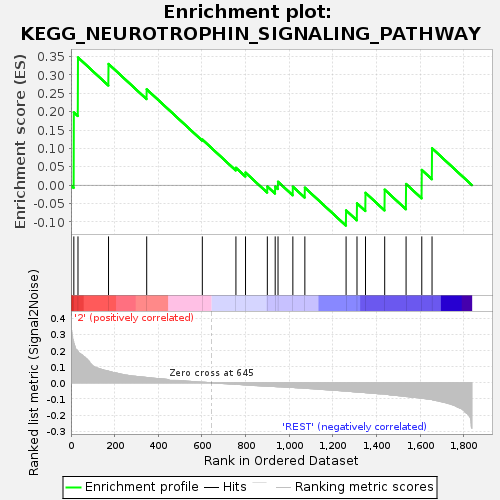 Enrichment plot:
KEGG_NEUROTROPHIN_SIGNALING_PATHWAY
Enrichment score (ES)
0.35
0.30
0.25
0.20
0.15
0.10
0.05
0.00
-0.05
-0.10
'2' (positively correlated)
Ranked list metric (Signal2Noise)
0.4
0.3
0.2
0.1
0.0
-0.1
-0.2
-0.3
Zero cross at 645
'REST' (negatively correlated)
0 200 400 600 800 1,000 1,200 1,400 1,600 1,800
Rank in Ordered Dataset
Enrichment profile Hits Ranking metric scores